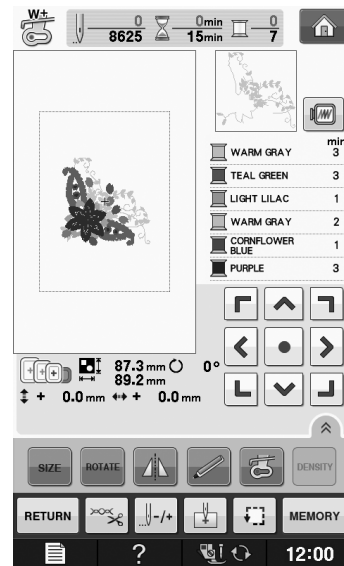 W+
0 0min 0
8625 15min 7
min
WARM GRAY 3
TEAL GREEN 3
LIGHT LILAC 1
WARM GRAY 2
CORNFLOWER
BLUE 1
PURPLE 3
87.3 mm 0°
89.2 mm
+ 0.0 mm + 0.0 mm
SIZE ROTATE DENSITY
RETURN -/+ MEMORY
? 12:00